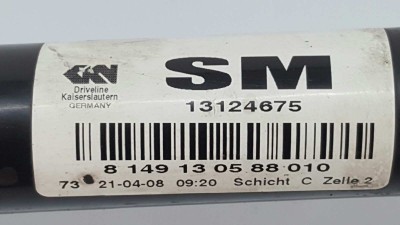 GKN
Driveline
Kaiserslautern
GERMANY
SM
13124675
8 149 13 05 88 010
73 21-04-08 09:20 Schicht C Zelle 2